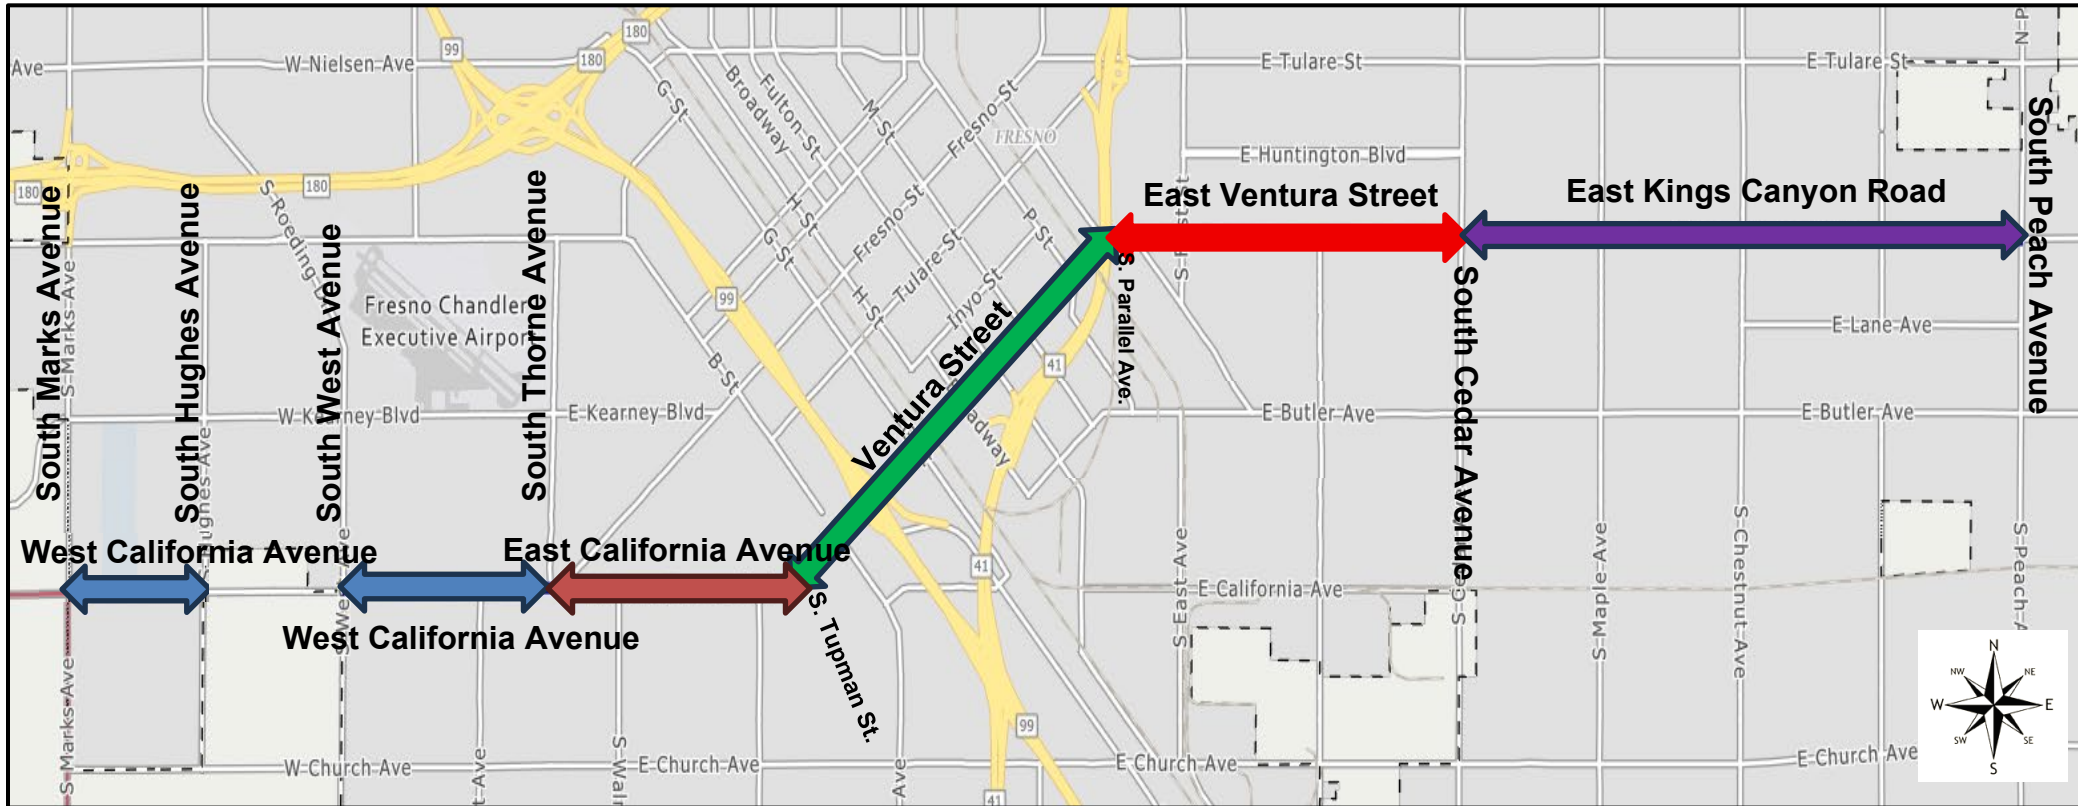 180
99
180
Ave
W Nielsen Ave
E Tulare St
E Tulare St
G St
Broadway
Fulton St
M St
Fresno St
FRESNO
E Huntington Blvd
180
180
South Marks Avenue
S Marks Ave
South Hughes Avenue
S Roeding D
South West Avenue
South Thorne Avenue
Fresno Chandler
Executive Airport
H St
G St
Fresno St
Tulare St
H St
Inyo St
P St
East Ventura Street
East Kings Canyon Road
South Peach Avenue
S. Parallel Ave.
South Cedar Avenue
99
41
Ventura Street
B St
E Lane Ave
W Kearney Blvd
E Kearney Blvd
adway
E Butler Ave
E Butler Ave
Hughes Ave
West California Avenue
East California Avenue
West California Avenue
S. Tupman St.
41
E California Ave
S East Ave
S Maple Ave
S Chestnut Ave
S Peach A
S Marks Ave
W Church Ave
t Ave
S Waln
E Church Ave
Ave
99
41
E Church Ave
E Church Ave
N
NW
NE
W
E
SW
SE
S